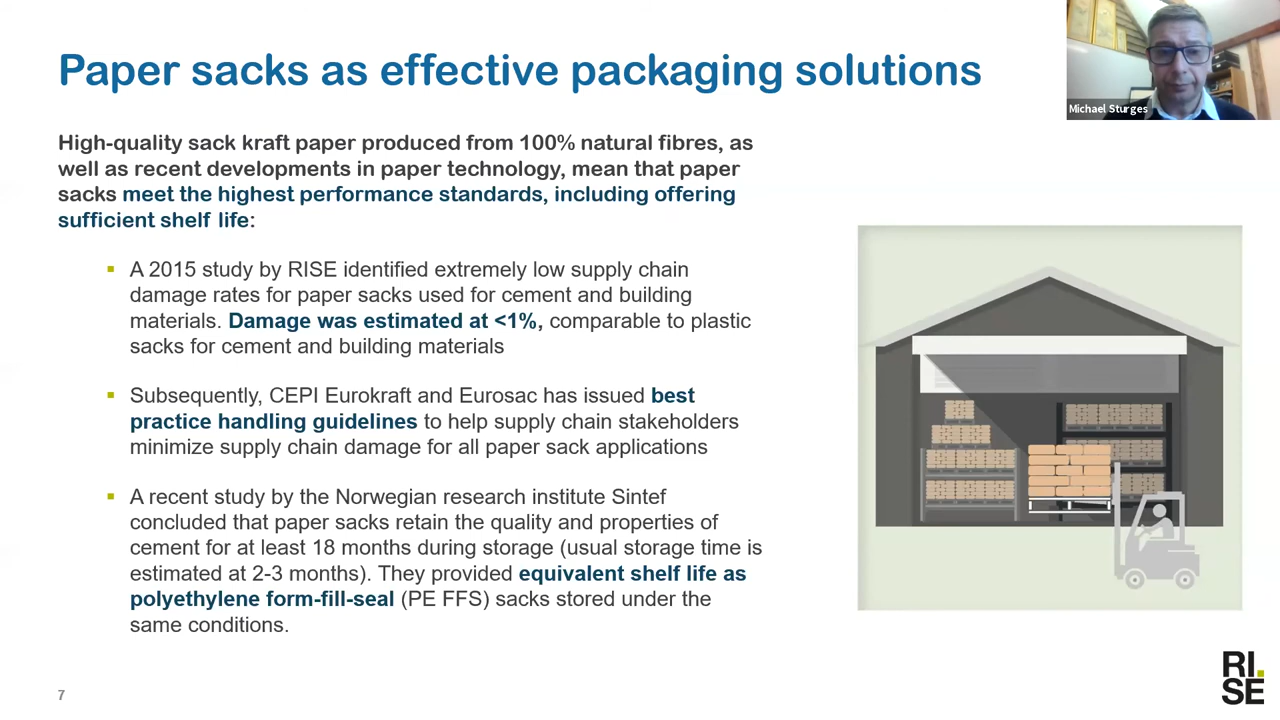 Paper sacks as effective packaging solutions
Michael Sturges
High-quality sack kraft paper produced from 100% natural fibres, as
well as recent developments in paper technology, mean that paper
sacks meet the highest performance standards, including offering
sufficient shelf life:
▪ A 2015 study by RISE identified extremely low supply chain
damage rates for paper sacks used for cement and building
materials. Damage was estimated at <1%, comparable to plastic
sacks for cement and building materials
▪ Subsequently, CEPI Eurokraft and Eurosac has issued best
practice handling guidelines to help supply chain stakeholders
minimize supply chain damage for all paper sack applications
▪ A recent study by the Norwegian research institute Sintef
concluded that paper sacks retain the quality and properties of
cement for at least 18 months during storage (usual storage time is
estimated at 2-3 months). They provided equivalent shelf life as
polyethylene form-fill-seal (PE FFS) sacks stored under the
same conditions.
7
RI.
SE